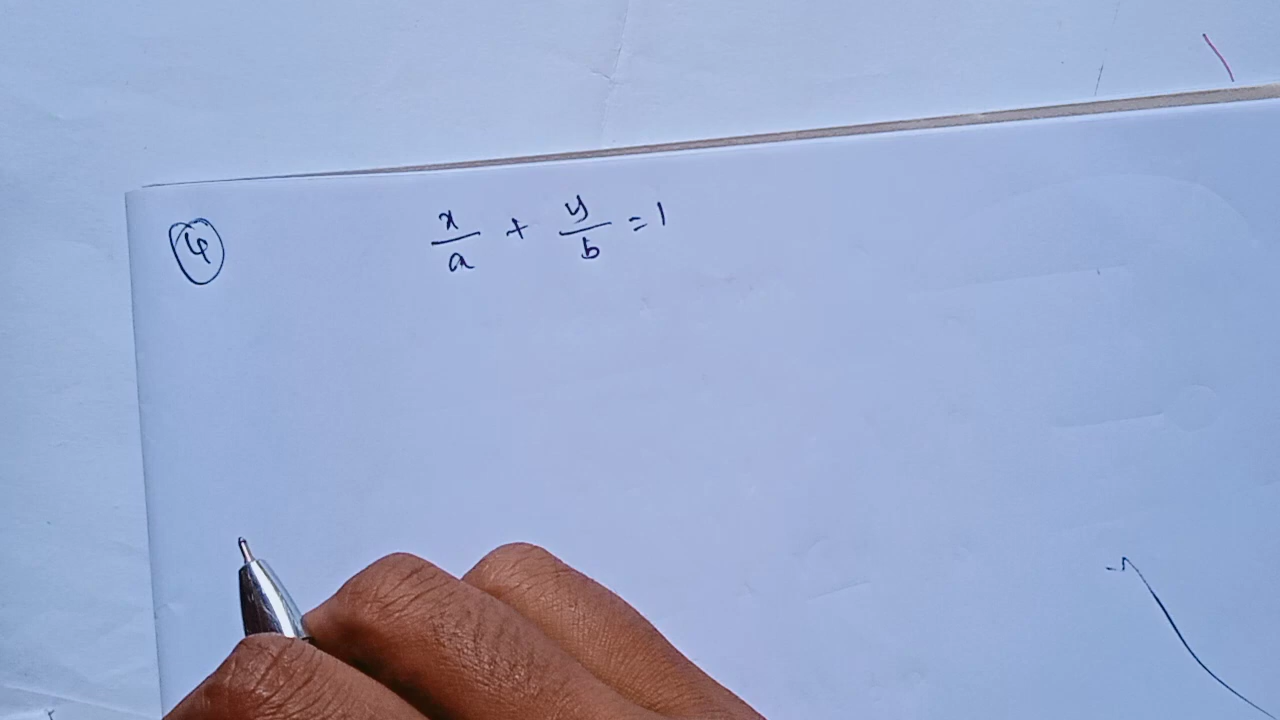 ④ x/a + y/b = 1